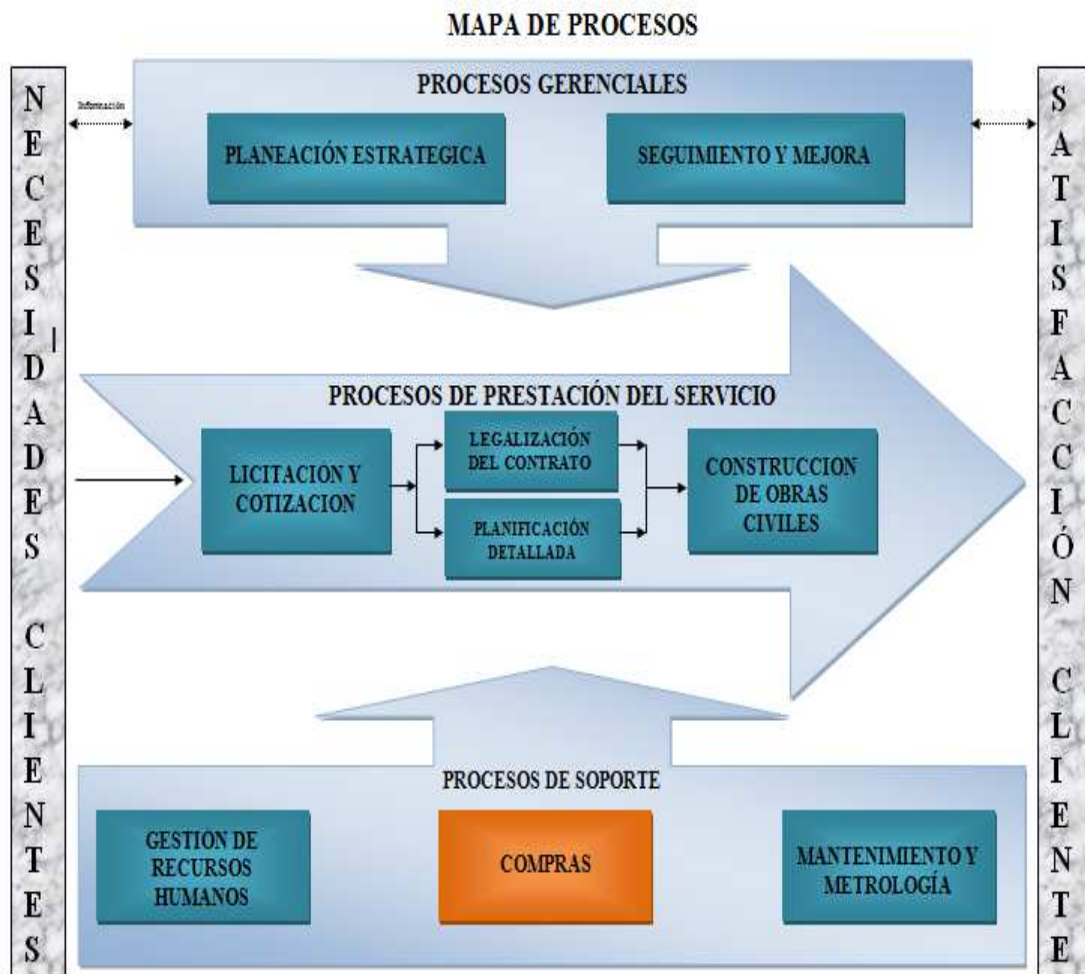 MAPA DE PROCESOS
NECESIDADES CLIENTES
Información
PROCESOS GERENCIALES
PLANEACIÓN ESTRATEGICA
SEGUIMIENTO Y MEJORA
PROCESOS DE PRESTACIÓN DEL SERVICIO
LICITACION Y
COTIZACION
LEGALIZACIÓN
DEL CONTRATO
PLANIFICACIÓN
DETALLADA
CONSTRUCCION
DE OBRAS
CIVILES
PROCESOS DE SOPORTE
GESTIÓN DE
RECURSOS
HUMANOS
COMPRAS
MANTENIMIENTO Y
METROLOGÍA
SATISFACCIÓN CLIENTE